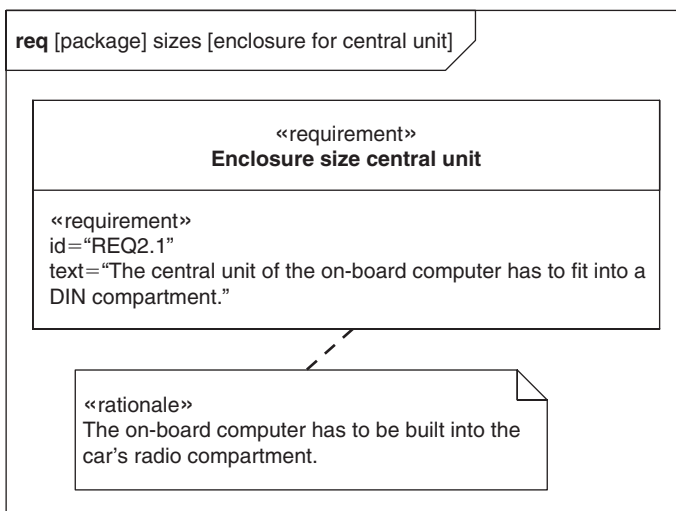 req [package] sizes [enclosure for central unit]
«requirement»
Enclosure size central unit
«requirement»
id=“REQ2.1”
text=“The central unit of the on-board computer has to fit into a
DIN compartment.”
«rationale»
The on-board computer has to be built into the
car’s radio compartment.